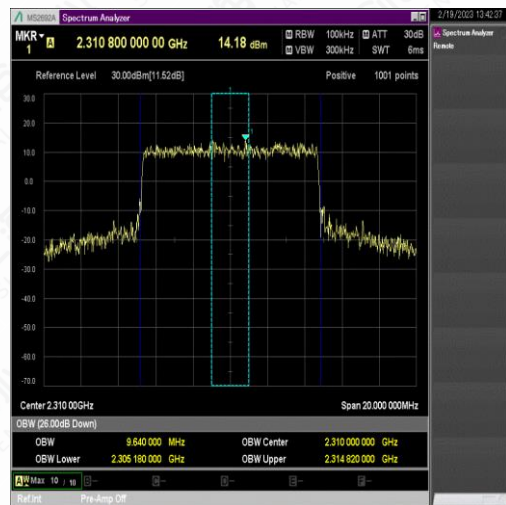 MS2692A Spectrum Analyzer
2/19/2023 13:42:37
MKR
1 A 2.310 800 000 00 GHz 14.18 dBm
M RBW 100kHz M ATT 30dB
M VBW 300kHz SWT 6ms
Spectrum Analyzer
Remote
Reference Level 30.00dBm[11.52dB] Positive 1001 points
30.0
20.0
10.0
0.0
-10.0
-20.0
-30.0
-40.0
-50.0
-60.0
-70.0
1
1
Center 2.310 00GHz Span 20.000 000MHz
OBW (26.00dB Down)
OBW 9.640 000 MHz OBW Center 2.310 000 000 GHz
OBW Lower 2.305 180 000 GHz OBW Upper 2.314 820 000 GHz
A W Max 10 / 10
Ref.Int Pre-Amp Off